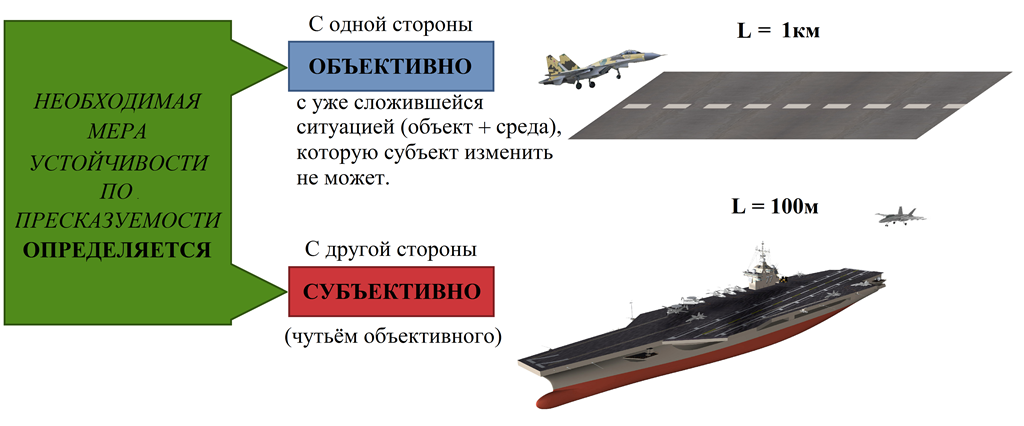 НЕОБХОДИМАЯ
МЕРА
УСТОЙЧИВОСТИ
ПО
ПРЕСКАЗУЕМОСТИ
ОПРЕДЕЛЯЕТСЯ
С одной стороны
ОБЪЕКТИВНО
с уже сложившейся
ситуацией (объект + среда),
которую субъект изменить
не может.
L = 1км
С другой стороны
СУБЪЕКТИВНО
(чутьём объективного)
L = 100м